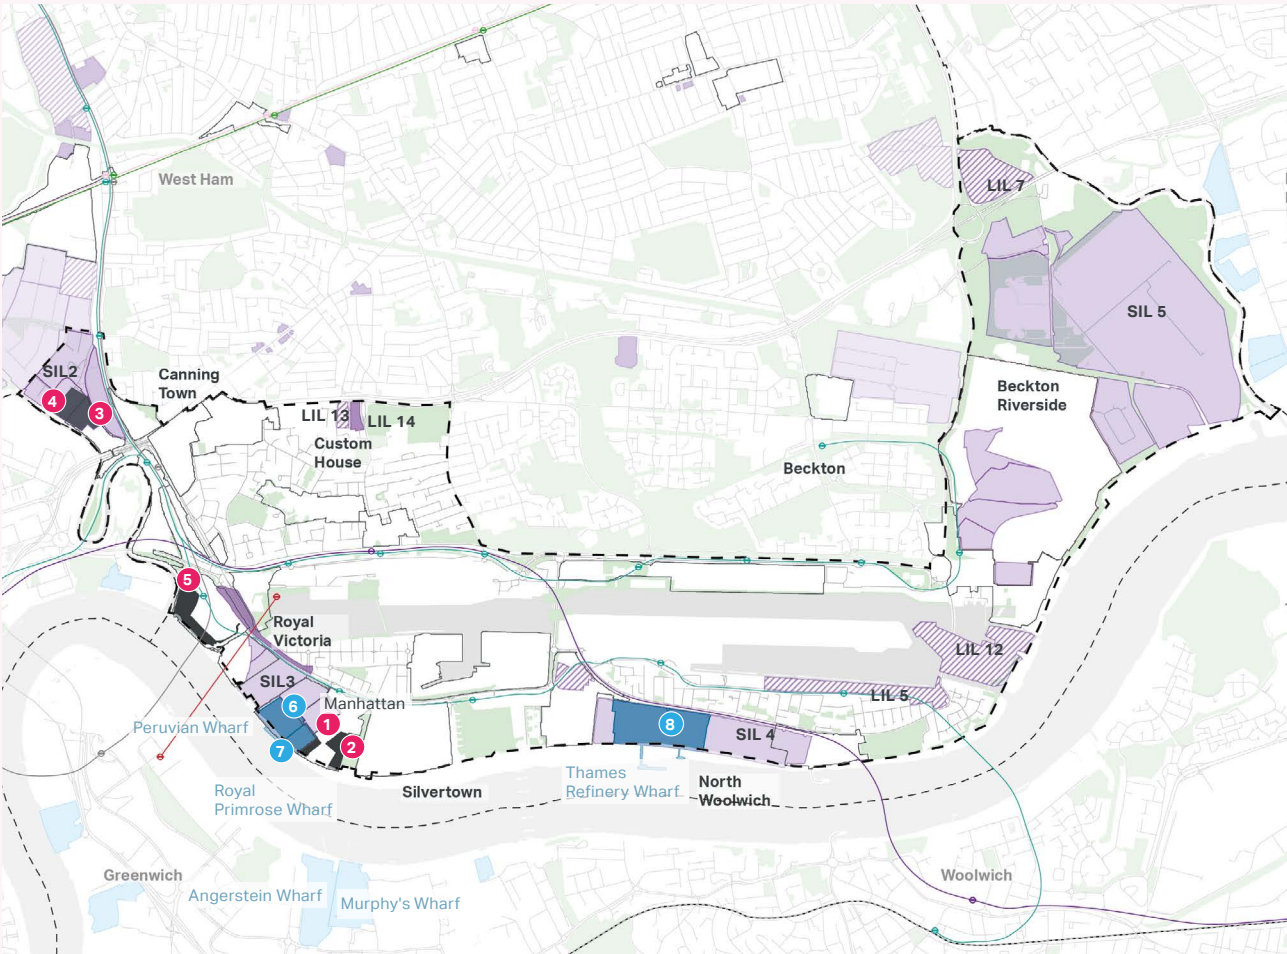 West Ham
LIL 7
SIL 5
SIL2
4
3
Canning
Town
LIL 13
LIL 14
Custom
House
Beckton
Riverside
Beckton
5
Royal
Victoria
LIL 12
SIL3
LIL 5
6
Manhattan
1
Peruvian Wharf
7
2
8
SIL 4
Thames
Refinery Wharf
North
Woolwich
Royal
Primrose Wharf
Silvertown
Greenwich
Woolwich
Angerstein Wharf
Murphy's Wharf